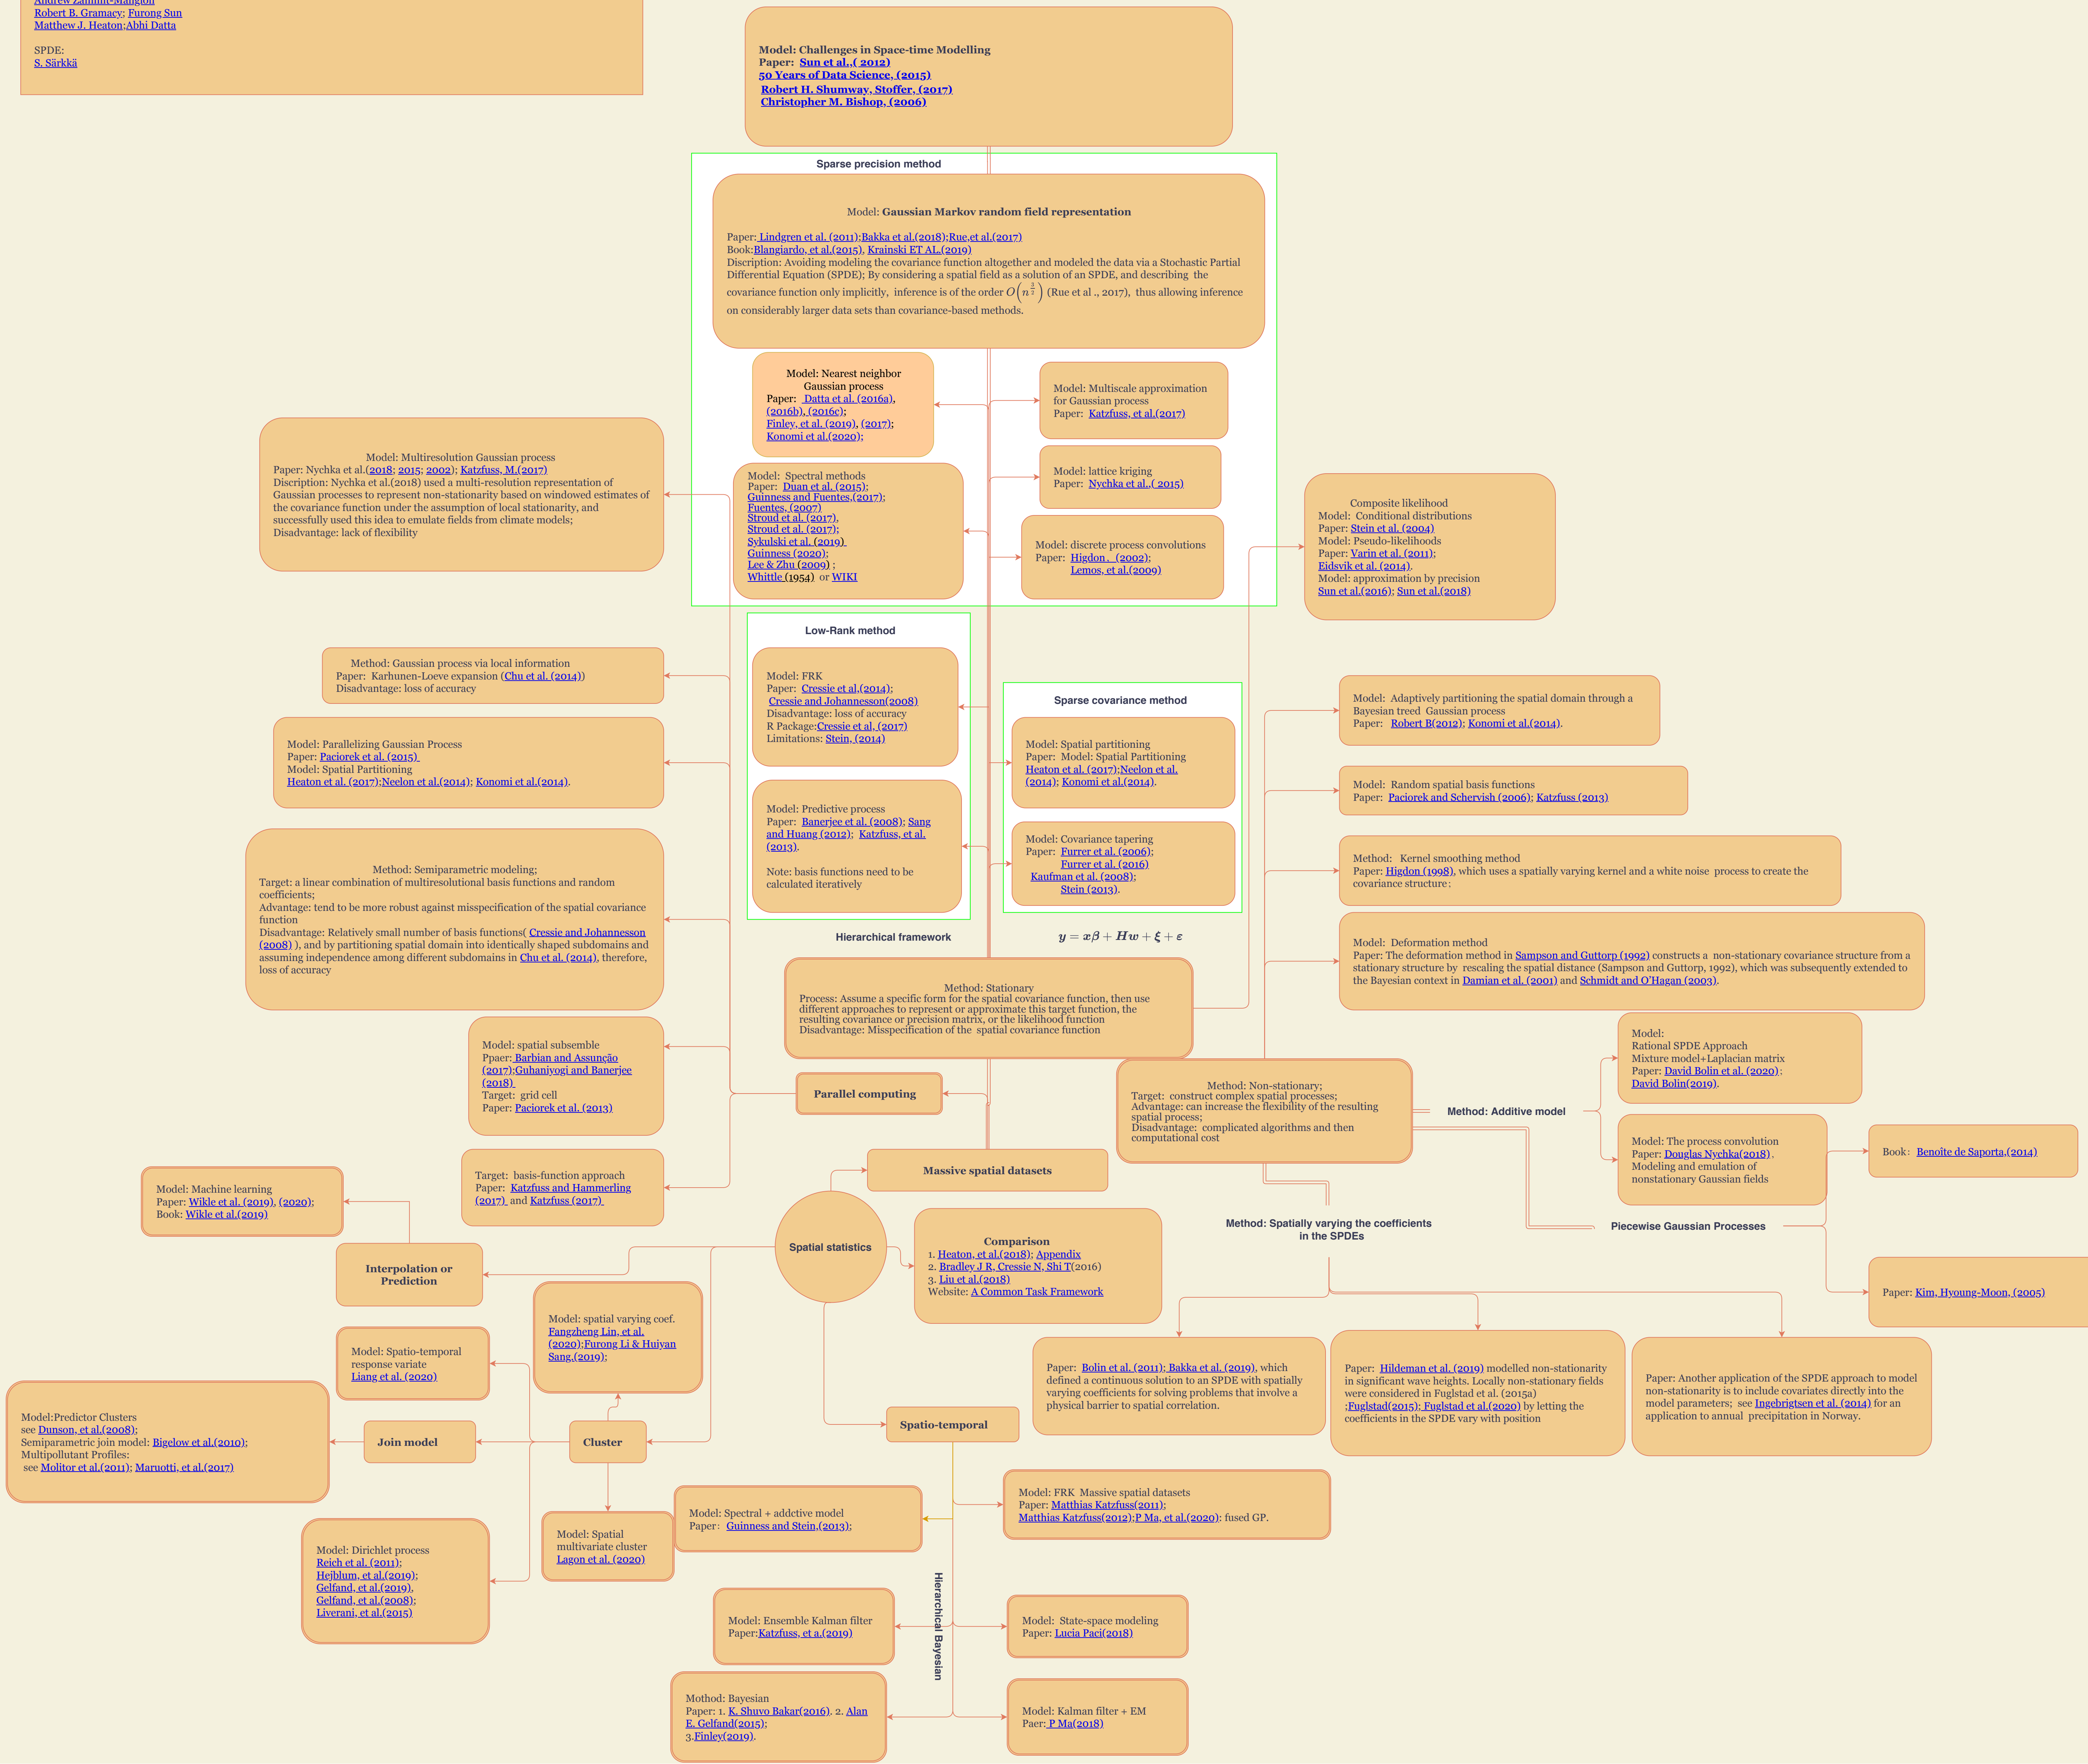 Andrew Zammit-Mangion
Robert B. Gramacy; Furong Sun
Matthew J. Heaton;Abhi Datta
SPDE:
S. Särkkä
Model: Challenges in Space-time Modelling
Paper: Sun et al.,( 2012)
50 Years of Data Science, (2015)
Robert H. Shumway, Stoffer, (2017)
Christopher M. Bishop, (2006)
Sparse precision method
Model: Gaussian Markov random field representation
Paper: Lindgren et al. (2011);Bakka et al.(2018);Rue,et al.(2017)
Book:Blangiardo, et al.(2015), Krainski ET AL.(2019)
Discription: Avoiding modeling the covariance function altogether and modeled the data via a Stochastic Partial
Differential Equation (SPDE); By considering a spatial field as a solution of an SPDE, and describing the
covariance function only implicitly, inference is of the order O(n^{3/2}) (Rue et al ., 2017), thus allowing inference
on considerably larger data sets than covariance-based methods.
Model: Nearest neighbor
Gaussian process
Paper: Datta et al. (2016a),
(2016b), (2016c);
Finley, et al. (2019), (2017);
Konomi et al.(2020);
Model: Multiscale approximation
for Gaussian process
Paper: Katzfuss, et al.(2017)
Model: Spectral methods
Paper: Duan et al. (2015);
Guinness and Fuentes,(2017);
Fuentes, (2007)
Stroud et al. (2017),
Stroud et al. (2017);
Sykulski et al. (2019)
Guinness (2020);
Lee & Zhu (2009) ;
Whittle (1954) or WIKI
Model: lattice kriging
Paper: Nychka et al.,( 2015)
Model: discrete process convolutions
Paper: Higdon. (2002);
Lemos, et al.(2009)
Model: Multiresolution Gaussian process
Paper: Nychka et al.(2018; 2015; 2002); Katzfuss, M.(2017)
Discription: Nychka et al.(2018) used a multi-resolution representation of
Gaussian processes to represent non-stationarity based on windowed estimates of
the covariance function under the assumption of local stationarity, and
successfully used this idea to emulate fields from climate models;
Disadvantage: lack of flexibility
Composite likelihood
Model: Conditional distributions
Paper: Stein et al. (2004)
Model: Pseudo-likelihoods
Paper: Varin et al. (2011);
Eidsvik et al. (2014).
Model: approximation by precision
Sun et al.(2016); Sun et al.(2018)
Method: Gaussian process via local information
Paper: Karhunen-Loeve expansion (Chu et al. (2014))
Disadvantage: loss of accuracy
Low-Rank method
Model: FRK
Paper: Cressie et al,(2014);
Cressie and Johannesson(2008)
Disadvantage: loss of accuracy
R Package:Cressie et al, (2017)
Limitations: Stein, (2014)
Model: Predictive process
Paper: Banerjee et al. (2008); Sang
and Huang (2012); Katzfuss, et al.
(2013).
Note: basis functions need to be
calculated iteratively
Sparse covariance method
Model: Spatial partitioning
Paper: Model: Spatial Partitioning
Heaton et al. (2017);Neelon et al.
(2014); Konomi et al.(2014).
Model: Covariance tapering
Paper: Furrer et al. (2006);
Furrer et al. (2016)
Kaufman et al. (2008);
Stein (2013).
Model: Adaptively partitioning the spatial domain through a
Bayesian treed Gaussian process
Paper: Robert B(2012); Konomi et al.(2014).
Model: Parallelizing Gaussian Process
Paper: Paciorek et al. (2015)
Model: Spatial Partitioning
Heaton et al. (2017);Neelon et al.(2014); Konomi et al.(2014).
Model: Random spatial basis functions
Paper: Paciorek and Schervish (2006); Katzfuss (2013)
Method: Kernel smoothing method
Paper: Higdon (1998), which uses a spatially varying kernel and a white noise process to create the
covariance structure;
Method: Semiparametric modeling;
Target: a linear combination of multiresolutional basis functions and random
coefficients;
Advantage: tend to be more robust against misspecification of the spatial covariance
function
Disadvantage: Relatively small number of basis functions( Cressie and Johannesson
(2008) ), and by partitioning spatial domain into identically shaped subdomains and
assuming independence among different subdomains in Chu et al. (2014), therefore,
loss of accuracy
Model: Deformation method
Paper: The deformation method in Sampson and Guttorp (1992) constructs a non-stationary covariance structure from a
stationary structure by rescaling the spatial distance (Sampson and Guttorp, 1992), which was subsequently extended to
the Bayesian context in Damian et al. (2001) and Schmidt and O'Hagan (2003).
Hierarchical framework
y = xβ + Hw + ξ + ε
Method: Stationary
Process: Assume a specific form for the spatial covariance function, then use
different approaches to represent or approximate this target function, the
resulting covariance or precision matrix, or the likelihood function
Disadvantage: Misspecification of the spatial covariance function
Model: spatial subsemble
Ppaer: Barbian and Assunção
(2017);Guhaniyogi and Banerjee
(2018)
Target: grid cell
Paper: Paciorek et al. (2013)
Parallel computing
Method: Non-stationary;
Target: construct complex spatial processes;
Advantage: can increase the flexibility of the resulting
spatial process;
Disadvantage: complicated algorithms and then
computational cost
Method: Additive model
Model:
Rational SPDE Approach
Mixture model+Laplacian matrix
Paper: David Bolin et al. (2020);
David Bolin(2019).
Model: The process convolution
Paper: Douglas Nychka(2018),
Modeling and emulation of
nonstationary Gaussian fields
Book: Benoîte de Saporta,(2014)
Target: basis-function approach
Paper: Katzfuss and Hammerling
(2017) and Katzfuss (2017)
Massive spatial datasets
Model: Machine learning
Paper: Wikle et al. (2019), (2020);
Book: Wikle et al.(2019)
Method: Spatially varying the coefficients
in the SPDEs
Piecewise Gaussian Processes
Spatial statistics
Comparison
1. Heaton, et al.(2018); Appendix
2. Bradley J R, Cressie N, Shi T(2016)
3. Liu et al.(2018)
Website: A Common Task Framework
Interpolation or
Prediction
Paper: Kim, Hyoung-Moon, (2005)
Model: spatial varying coef.
Fangzheng Lin, et al.
(2020);Furong Li & Huiyan
Sang.(2019);
Model: Spatio-temporal
response variate
Liang et al. (2020)
Paper: Bolin et al. (2011); Bakka et al. (2019), which
defined a continuous solution to an SPDE with spatially
varying coefficients for solving problems that involve a
physical barrier to spatial correlation.
Paper: Hildeman et al. (2019) modelled non-stationarity
in significant wave heights. Locally non-stationary fields
were considered in Fuglstad et al. (2015a)
;Fuglstad(2015); Fuglstad et al.(2020) by letting the
coefficients in the SPDE vary with position
Paper: Another application of the SPDE approach to model
non-stationarity is to include covariates directly into the
model parameters; see Ingebrigtsen et al. (2014) for an
application to annual precipitation in Norway.
Model:Predictor Clusters
see Dunson, et al.(2008);
Semiparametric join model: Bigelow et al.(2010);
Multipollutant Profiles:
see Molitor et al.(2011); Maruotti, et al.(2017)
Join model
Cluster
Spatio-temporal
Model: Spectral + addctive model
Paper: Guinness and Stein,(2013);
Model: FRK Massive spatial datasets
Paper: Matthias Katzfuss(2011);
Matthias Katzfuss(2012);P Ma, et al.(2020): fused GP.
Model: Dirichlet process
Reich et al. (2011);
Hejblum, et al.(2019);
Gelfand, et al.(2019),
Gelfand, et al.(2008);
Liverani, et al.(2015)
Model: Spatial
multivariate cluster
Lagon et al. (2020)
Hierarchical Bayesian
Model: Ensemble Kalman filter
Paper:Katzfuss, et a.(2019)
Model: State-space modeling
Paper: Lucia Paci(2018)
Mothod: Bayesian
Paper: 1. K. Shuvo Bakar(2016). 2. Alan
E. Gelfand(2015);
3.Finley(2019).
Model: Kalman filter + EM
Paer: P Ma(2018)